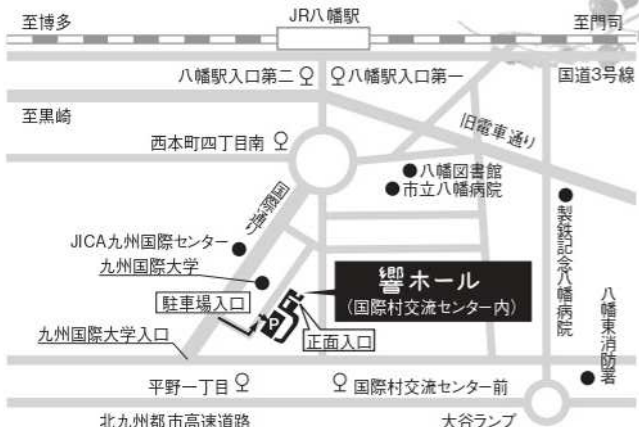 JR八幡駅
至博多
至門司
八幡駅入口第二
八幡駅入口第一
国道3号線
至黒崎
旧電車通り
西本町四丁目南
八幡図書館
市立八幡病院
国際通り
製鉄記念八幡病院
JICA九州国際センター
九州国際大学
響ホール
(国際村交流センター内)
駐車場入口
P
正面入口
九州国際大学入口
八幡東消防署
平野一丁目
国際村交流センター前
北九州都市高速道路
大谷ランプ